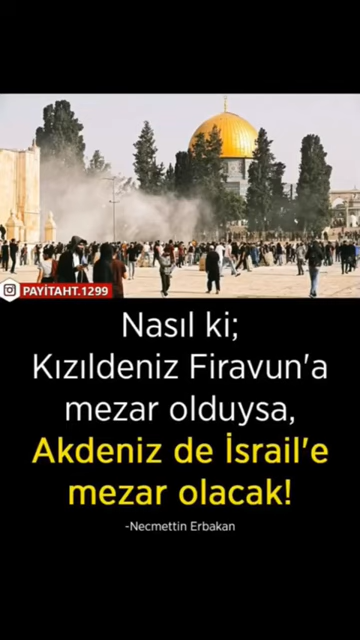 PAYİTAHT.1299
Nasıl ki;
Kızıldeniz Firavun'a
mezar olduysa,
Akdeniz de İsrail'e
mezar olacak!
-Necmettin Erbakan